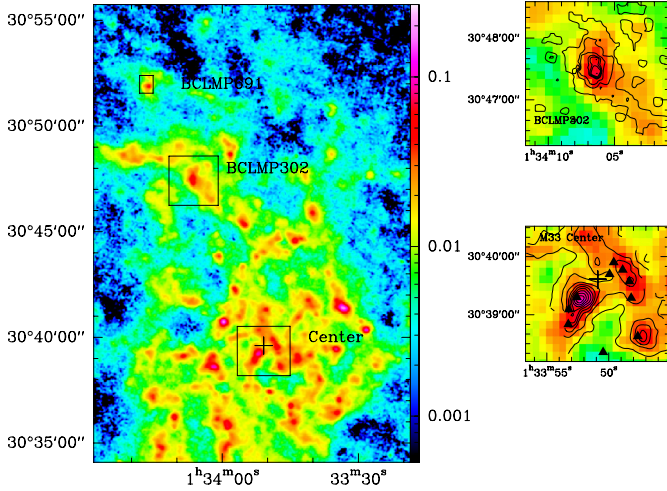 30°55′00″
30°50′00″
30°45′00″
30°40′00″
30°35′00″
BCLMP691
BCLMP302
Center
1ʰ34ᵐ00ˢ
33ᵐ30ˢ
0.1
0.01
0.001
30°48′00″
30°47′00″
BCLMP302
1ʰ34ᵐ10ˢ
05ˢ
M33 Center
30°40′00″
30°39′00″
1ʰ33ᵐ55ˢ
50ˢ